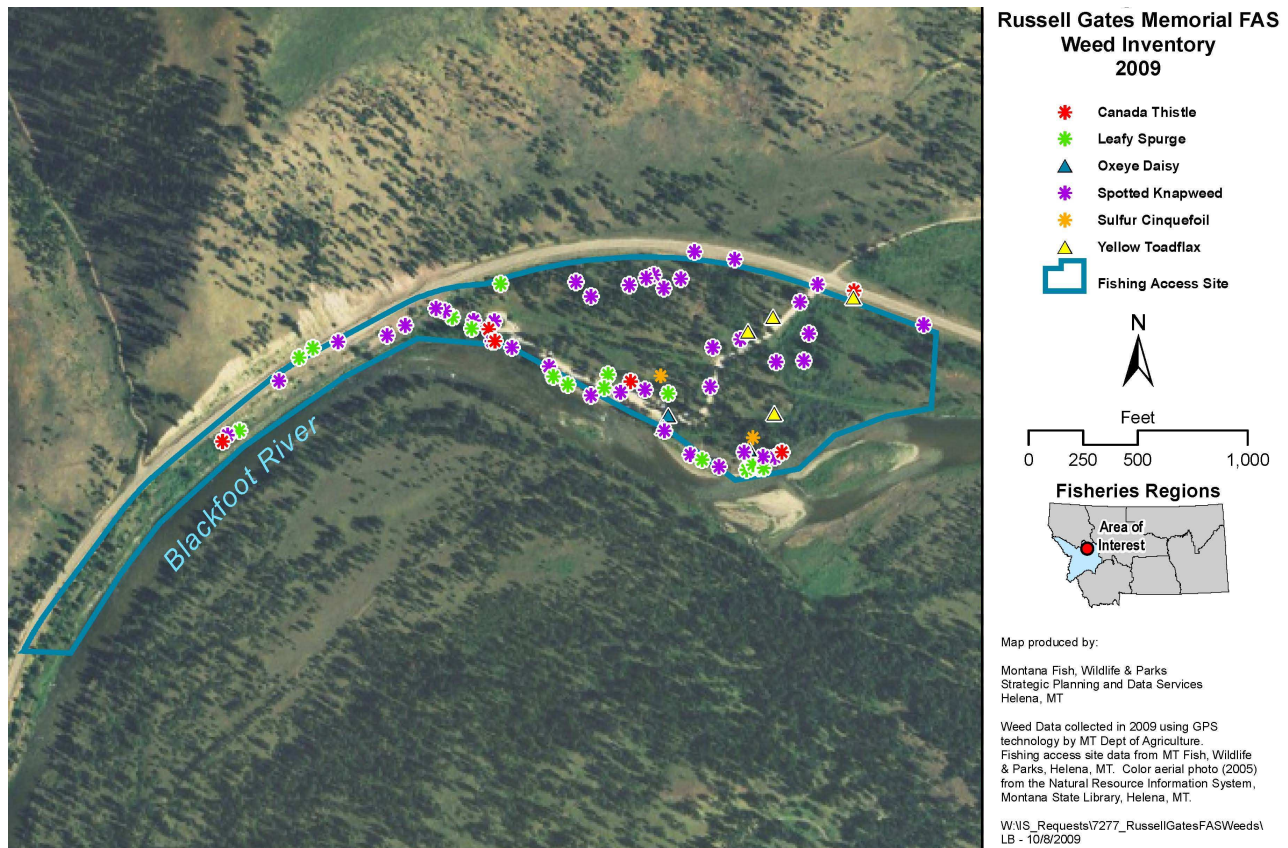 Russell Gates Memorial FAS
Weed Inventory
2009
Canada Thistle
Leafy Spurge
Oxeye Daisy
Spotted Knapweed
Sulfur Cinquefoil
Yellow Toadflax
Fishing Access Site
N
Feet
0 250 500 1,000
Fisheries Regions
Area of
Interest
Blackfoot River
Map produced by:
Montana Fish, Wildlife & Parks
Strategic Planning and Data Services
Helena, MT
Weed Data collected in 2009 using GPS
technology by MT Dept of Agriculture.
Fishing access site data from MT Fish, Wildlife
& Parks, Helena, MT. Color aerial photo (2005)
from the Natural Resource Information System,
Montana State Library, Helena, MT.
W:\IS_Requests\7277_RussellGatesFASWeeds\
LB - 10/8/2009